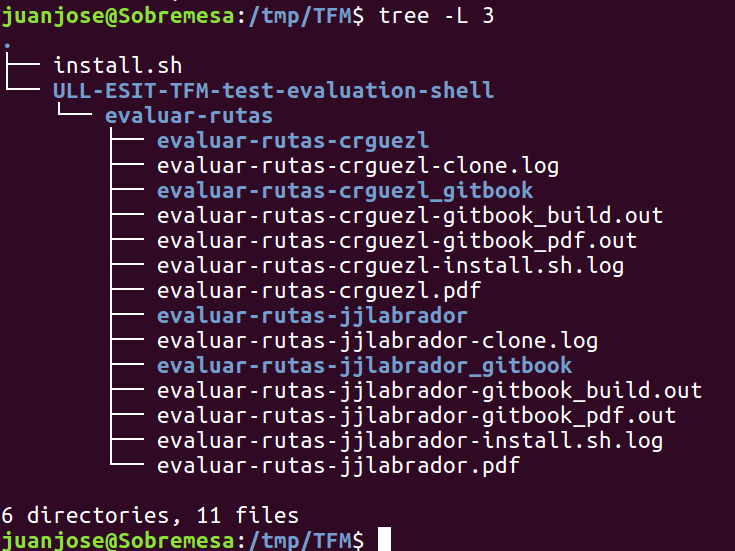 juanjose@Sobremesa:/tmp/TFM$ tree -L 3
.
├── install.sh
└── ULL-ESIT-TFM-test-evaluation-shell
    └── evaluar-rutas
        ├── evaluar-rutas-crguezl
        ├── evaluar-rutas-crguezl-clone.log
        ├── evaluar-rutas-crguezl_gitbook
        ├── evaluar-rutas-crguezl-gitbook_build.out
        ├── evaluar-rutas-crguezl-gitbook_pdf.out
        ├── evaluar-rutas-crguezl-install.sh.log
        ├── evaluar-rutas-crguezl.pdf
        ├── evaluar-rutas-jjlabrador
        ├── evaluar-rutas-jjlabrador-clone.log
        ├── evaluar-rutas-jjlabrador_gitbook
        ├── evaluar-rutas-jjlabrador-gitbook_build.out
        ├── evaluar-rutas-jjlabrador-gitbook_pdf.out
        ├── evaluar-rutas-jjlabrador-install.sh.log
        └── evaluar-rutas-jjlabrador.pdf

6 directories, 11 files
juanjose@Sobremesa:/tmp/TFM$